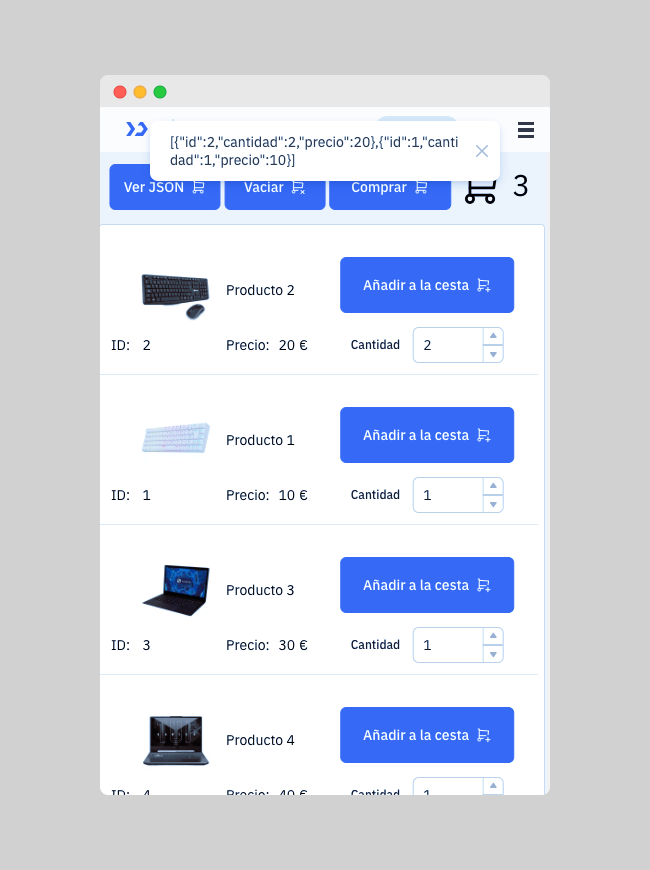 [{"id":2,"cantidad":2,"precio":20},{"id":1,"canti
dad":1,"precio":10}]
Ver JSON Vaciar Comprar 3
Producto 2 Añadir a la cesta
ID: 2 Precio: 20 € Cantidad 2
Producto 1 Añadir a la cesta
ID: 1 Precio: 10 € Cantidad 1
Producto 3 Añadir a la cesta
ID: 3 Precio: 30 € Cantidad 1
Producto 4 Añadir a la cesta
ID: 4 Precio: 40 € Cantidad 1